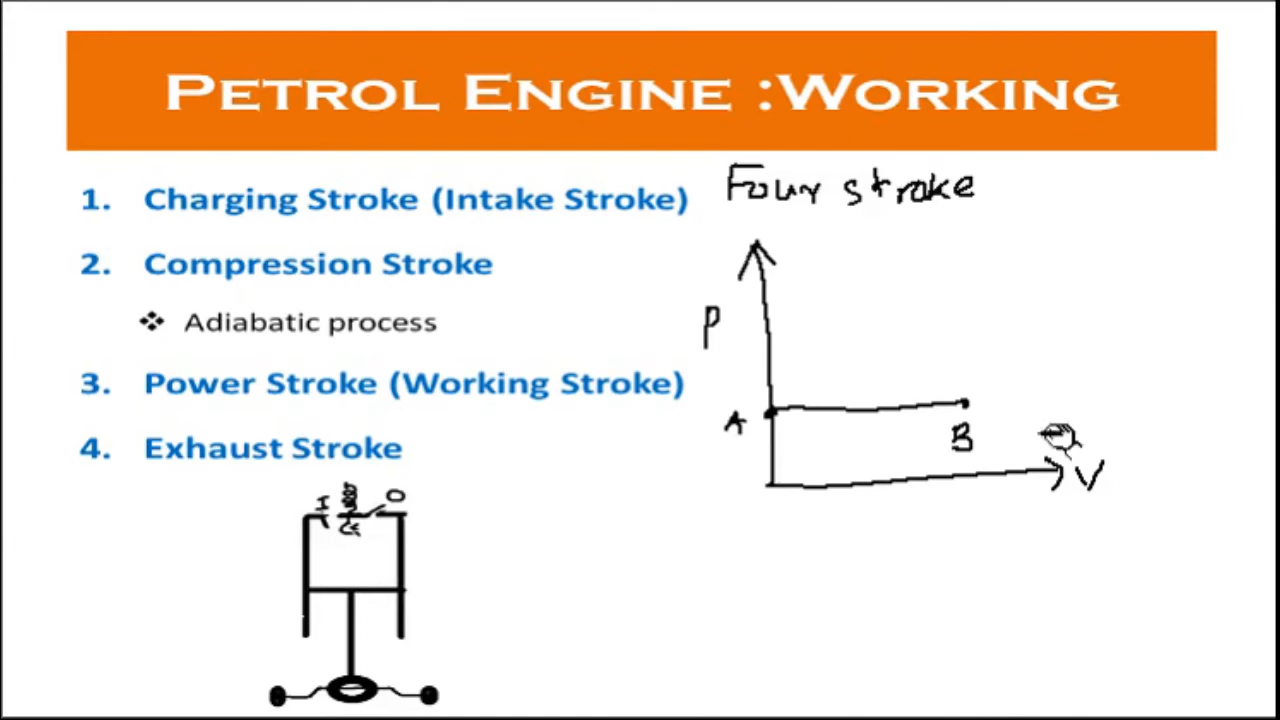 PETROL ENGINE :WORKING
1. Charging Stroke (Intake Stroke)
Four stroke
2. Compression Stroke
❖ Adiabatic process
P
3. Power Stroke (Working Stroke)
A
B
4. Exhaust Stroke
V
I
O